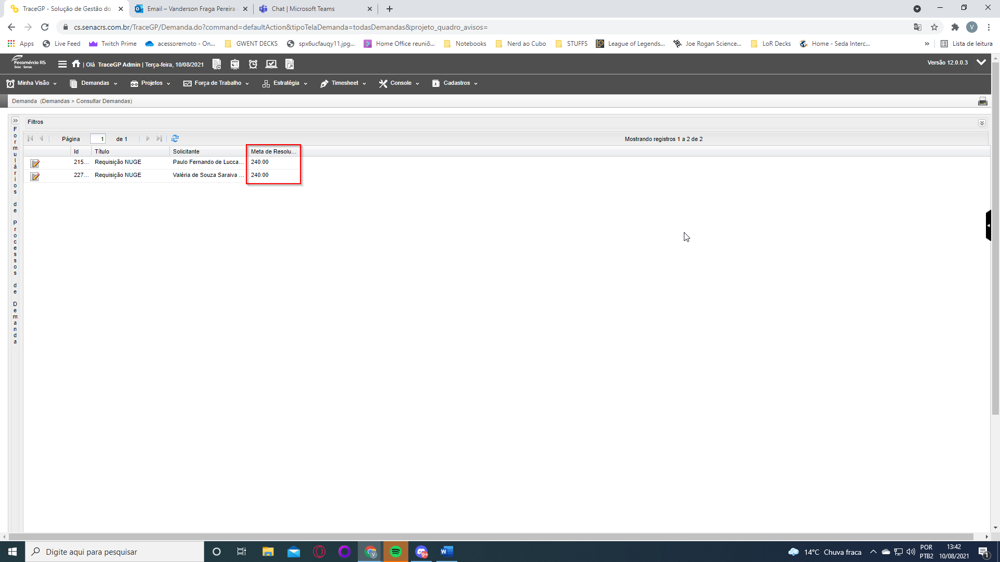 TraceGP - Solução de Gestão do
Email – Vanderson Fraga Pereira
Chat | Microsoft Teams
cs.senacrs.com.br/TraceGP/Demanda.do?command=defaultAction&tipoTelaDemanda=todasDemandas&projeto_quadro_avisos=
V
Apps
Live Feed
Twitch Prime
acessoremoto - On...
GWENT DECKS
spx6ucfauqy11.jpg...
Home Office reuniõ...
Notebooks
Nerd ao Cubo
STUFFS
League of Legends...
Joe Rogan Science...
LoR Decks
Home - Seda Interc...
»
Lista de leitura
Fecomércio RS
Sesc Senac
| Olá TraceGP Admin | Terça-feira, 10/08/2021
Versão 12.0.0.3
Minha Visão
Demandas
Projetos
Força de Trabalho
Estratégia
Timesheet
Console
Cadastros
Demanda (Demandas > Consultar Demandas)
Formulários de Processos de Demanda
Filtros
Página 1 de 1
Mostrando registros 1 a 2 de 2
Id Título Solicitante Meta de Resolu...
215... Requisição NUGE Paulo Fernando de Lucca... 240:00
227... Requisição NUGE Valéria de Souza Saraiva ... 240:00
Digite aqui para pesquisar
V
9+
W
14°C Chuva fraca
POR
PTB2
13:42
10/08/2021
1